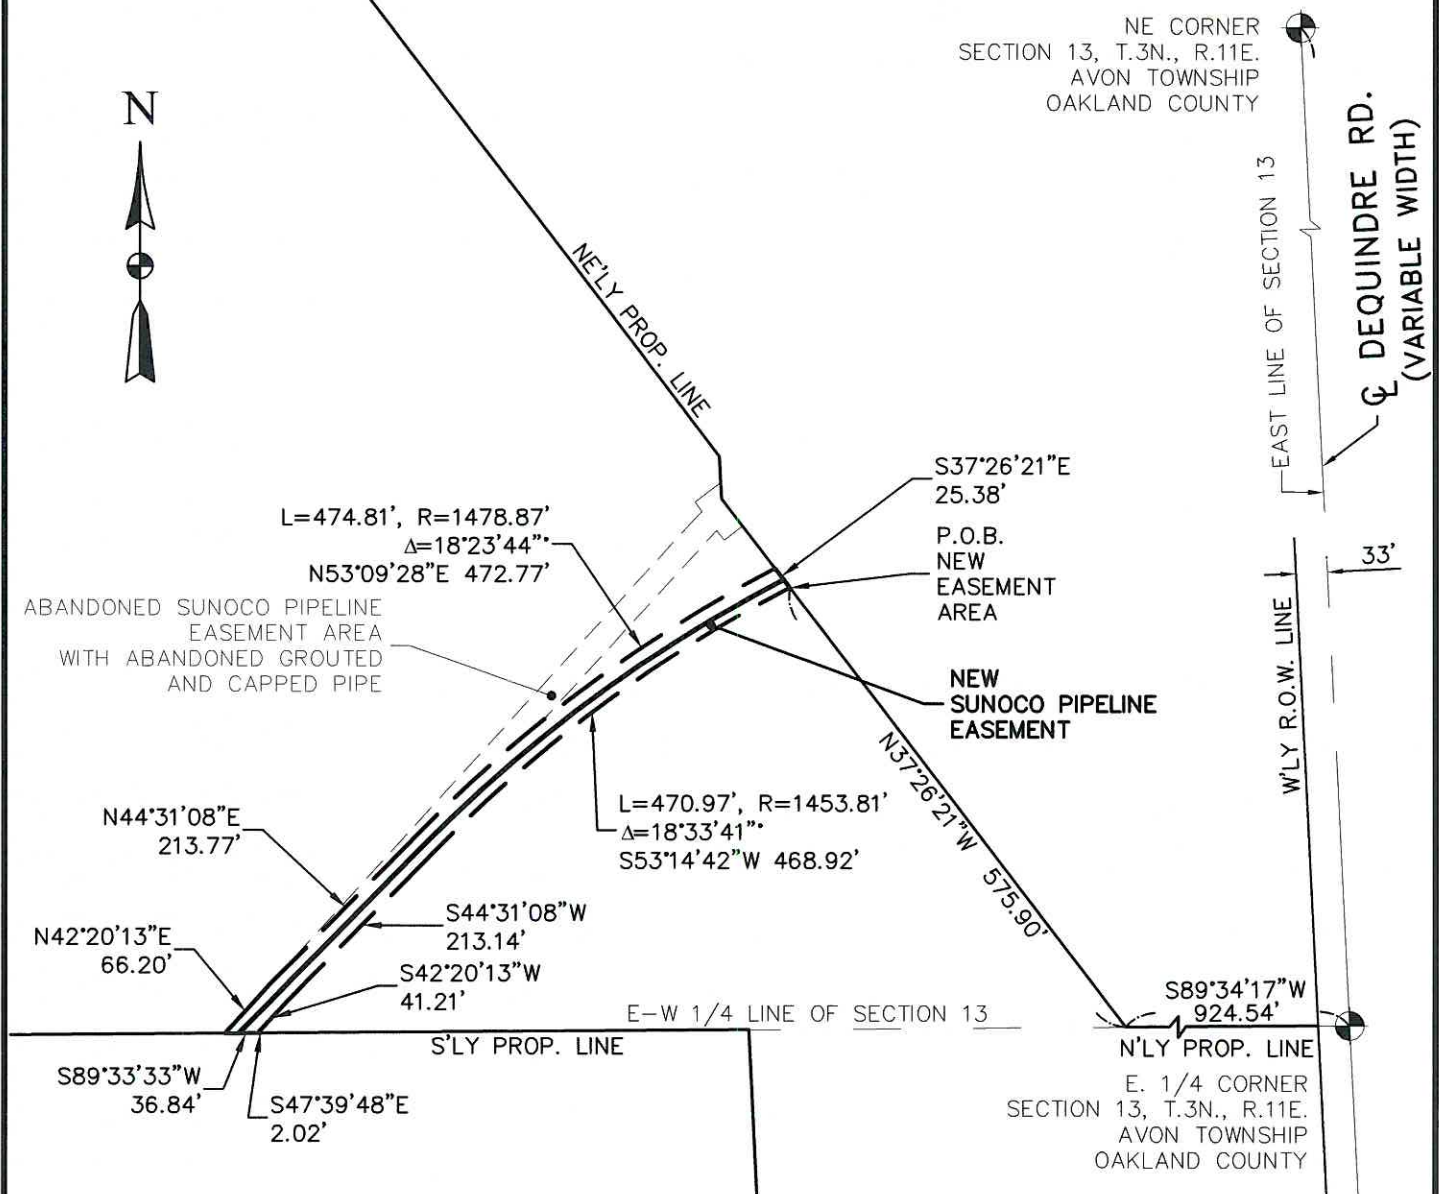 NE CORNER
SECTION 13, T.3N., R.11E.
AVON TOWNSHIP
OAKLAND COUNTY
N
EAST LINE OF SECTION 13
℄ DEQUINDRE RD.
(VARIABLE WIDTH)
NE'LY PROP. LINE
S37°26'21"E
25.38'
L=474.81', R=1478.87'
Δ=18°23'44"
N53°09'28"E 472.77'
P.O.B.
NEW
EASEMENT
AREA
33'
ABANDONED SUNOCO PIPELINE
EASEMENT AREA
WITH ABANDONED GROUTED
AND CAPPED PIPE
W'LY R.O.W. LINE
NEW
SUNOCO PIPELINE
EASEMENT
N37°26'21"W 575.90'
L=470.97', R=1453.81'
Δ=18°33'41"
S53°14'42"W 468.92'
N44°31'08"E
213.77'
S44°31'08"W
213.14'
N42°20'13"E
66.20'
S42°20'13"W
41.21'
E-W 1/4 LINE OF SECTION 13
S89°34'17"W
924.54'
S'LY PROP. LINE
N'LY PROP. LINE
S89°33'33"W
36.84'
S47°39'48"E
2.02'
E. 1/4 CORNER
SECTION 13, T.3N., R.11E.
AVON TOWNSHIP
OAKLAND COUNTY